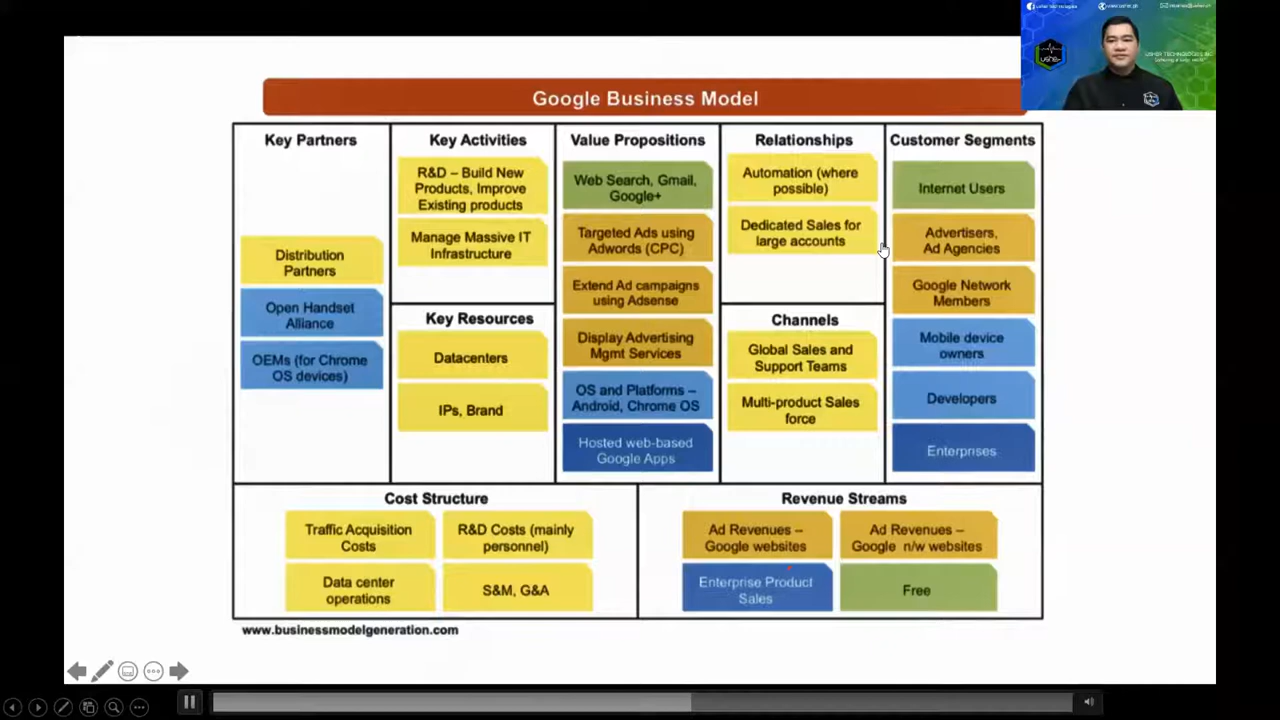 Usher Technologies
usher
USHER TECHNOLOGIES INC.
Google Business Model
Key Partners
Distribution
Partners
Open Handset
Alliance
OEMs (for Chrome
OS devices)
Key Activities
R&D – Build New
Products, Improve
Existing products
Manage Massive IT
Infrastructure
Key Resources
Datacenters
IPs, Brand
Value Propositions
Web Search, Gmail,
Google+
Targeted Ads using
Adwords (CPC)
Extend Ad campaigns
using Adsense
Display Advertising
Mgmt Services
OS and Platforms –
Android, Chrome OS
Hosted web-based
Google Apps
Relationships
Automation (where
possible)
Dedicated Sales for
large accounts
Channels
Global Sales and
Support Teams
Multi-product Sales
force
Customer Segments
Internet Users
Advertisers,
Ad Agencies
Google Network
Members
Mobile device
owners
Developers
Enterprises
Cost Structure
Traffic Acquisition
Costs
R&D Costs (mainly
personnel)
Data center
operations
S&M, G&A
Revenue Streams
Ad Revenues –
Google websites
Ad Revenues –
Google n/w websites
Enterprise Product
Sales
Free
www.businessmodelgeneration.com